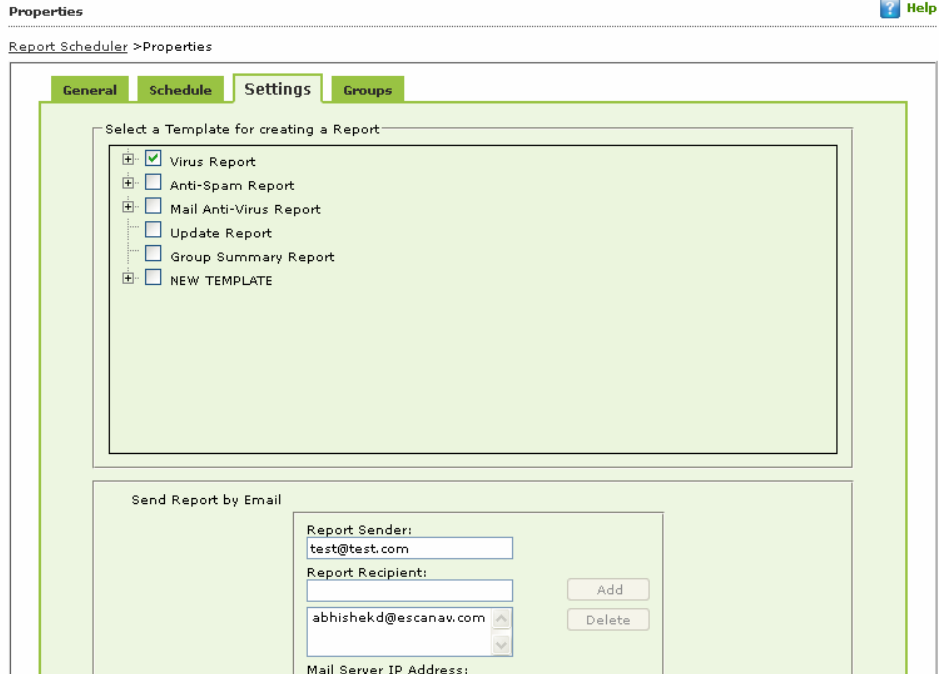 Properties
? Help
Report Scheduler >Properties
General Schedule Settings Groups
Select a Template for creating a Report
Virus Report
Anti-Spam Report
Mail Anti-Virus Report
Update Report
Group Summary Report
NEW TEMPLATE
Send Report by Email
Report Sender:
test@test.com
Report Recipient:
Add
abhishekd@escanav.com
Delete
Mail Server IP Address: